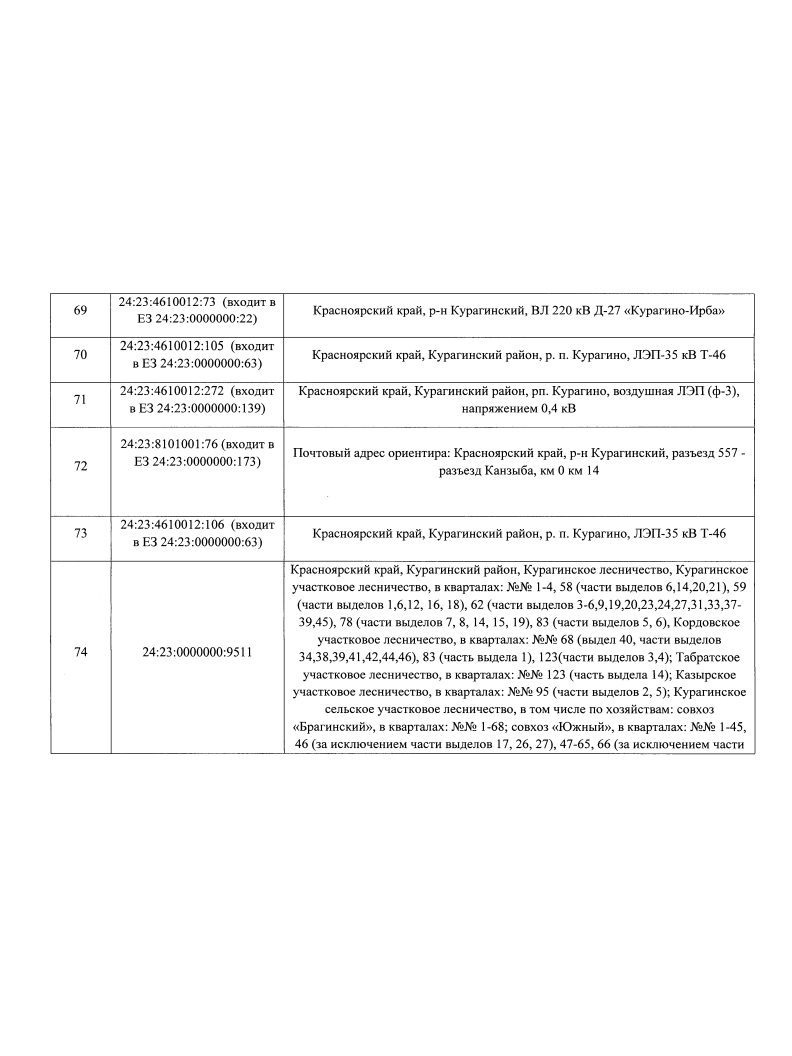 69
24:23:4610012:73 (входит в
ЕЗ 24:23:0000000:22)
Красноярский край, р-н Курагинский, ВЛ 220 кВ Д-27 «Курагино-Ирба»
70
24:23:4610012:105 (входит
в ЕЗ 24:23:0000000:63)
Красноярский край, Курагинский район, р. п. Курагино, ЛЭП-35 кВ Т-46
71
24:23:4610012:272 (входит
в ЕЗ 24:23:0000000:139)
Красноярский край, Курагинский район, рп. Курагино, воздушная ЛЭП (ф-3),
напряжением 0,4 кВ
72
24:23:8101001:76 (входит в
ЕЗ 24:23:0000000:173)
Почтовый адрес ориентира: Красноярский край, р-н Курагинский, разъезд 557 -
разъезд Канзыба, км 0 км 14
73
24:23:4610012:106 (входит
в ЕЗ 24:23:0000000:63)
Красноярский край, Курагинский район, р. п. Курагино, ЛЭП-35 кВ Т-46
74
24:23:0000000:9511
Красноярский край, Курагинский район, Курагинское лесничество, Курагинское
участковое лесничество, в кварталах: №№ 1-4, 58 (части выделов 6,14,20,21), 59
(части выделов 1,6,12, 16, 18), 62 (части выделов 3-6,9,19,20,23,24,27,31,33,37-
39,45), 78 (части выделов 7, 8, 14, 15, 19), 83 (части выделов 5, 6), Кордовское
участковое лесничество, в кварталах: №№ 68 (выдел 40, части выделов
34,38,39,41,42,44,46), 83 (часть выдела 1), 123(части выделов 3,4); Табратское
участковое лесничество, в кварталах: №№ 123 (часть выдела 14); Казырское
участковое лесничество, в кварталах: №№ 95 (части выделов 2, 5); Курагинское
сельское участковое лесничество, в том числе по хозяйствам: совхоз
«Брагинский», в кварталах: №№ 1-68; совхоз «Южный», в кварталах: №№ 1-45,
46 (за исключением части выделов 17, 26, 27), 47-65, 66 (за исключением части